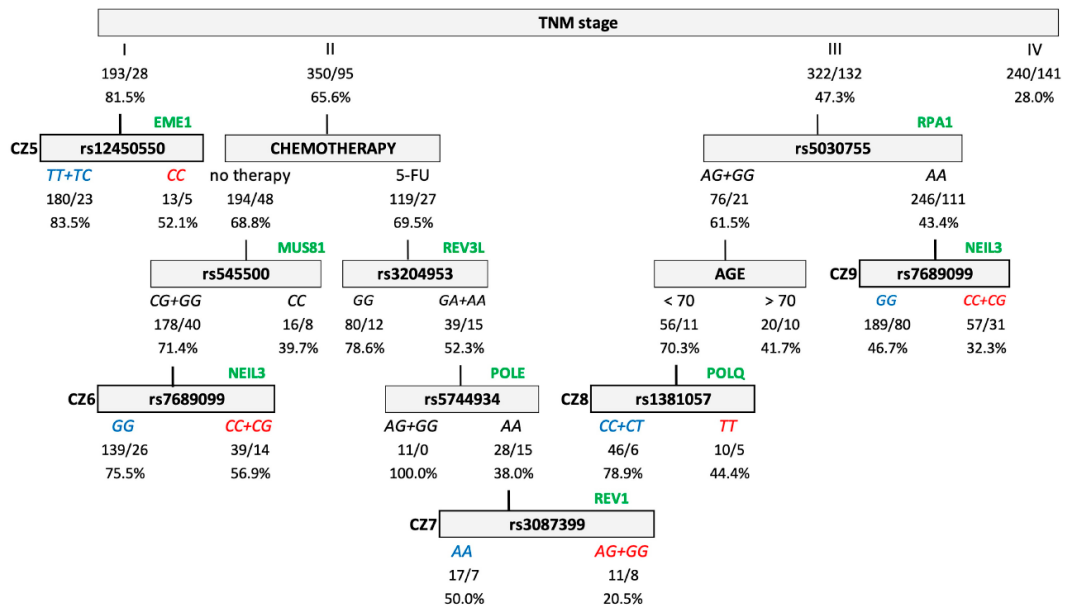 TNM stage
I II III IV
193/28 350/95 322/132 240/141
81.5% 65.6% 47.3% 28.0%
EME1 RPA1
CZ5 rs12450550 CHEMOTHERAPY rs5030755
TT+TC CC no therapy 5-FU AG+GG AA
180/23 13/5 194/48 119/27 76/21 246/111
83.5% 52.1% 68.8% 69.5% 61.5% 43.4%
MUS81 REV3L NEIL3
rs545500 rs3204953 AGE CZ9 rs7689099
CG+GG CC GG GA+AA < 70 > 70 GG CC+CG
178/40 16/8 80/12 39/15 56/11 20/10 189/80 57/31
71.4% 39.7% 78.6% 52.3% 70.3% 41.7% 46.7% 32.3%
NEIL3 POLE POLQ
CZ6 rs7689099 rs5744934 CZ8 rs1381057
GG CC+CG AG+GG AA CC+CT TT
139/26 39/14 11/0 28/15 46/6 10/5
75.5% 56.9% 100.0% 38.0% 78.9% 44.4%
REV1
CZ7 rs3087399
AA AG+GG
17/7 11/8
50.0% 20.5%